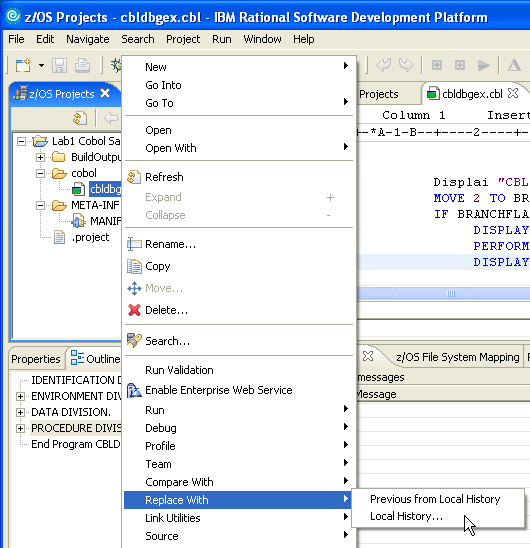 z/OS Projects - cbldbgex.cbl - IBM Rational Software Development Platform
File Edit Navigate Search Project Run Window Help
z/OS Projects
Projects
cbldbgex.cbl
Column 1 Insert
-+-*A-1-B--+----2----+-
Lab1 Cobol Sa
BuildOutpu
cobol
cbldbg
META-INF
MANIF
.project
New
Go Into
Go To
Open
Open With
Refresh
Expand +
Collapse -
Rename...
Copy
Move...
Delete...
Search...
Run Validation
Enable Enterprise Web Service
Run
Debug
Profile
Team
Compare With
Replace With
Link Utilities
Source
Displai "CBL
MOVE 2 TO BR
IF BRANCHFLA
DISPLAY
PERFORM
DISPLAY
Properties
Outline
z/OS File System Mapping
messages
Message
IDENTIFICATION D
ENVIRONMENT DIV
DATA DIVISION.
PROCEDURE DIVIS
End Program CBLD
Previous from Local History
Local History...